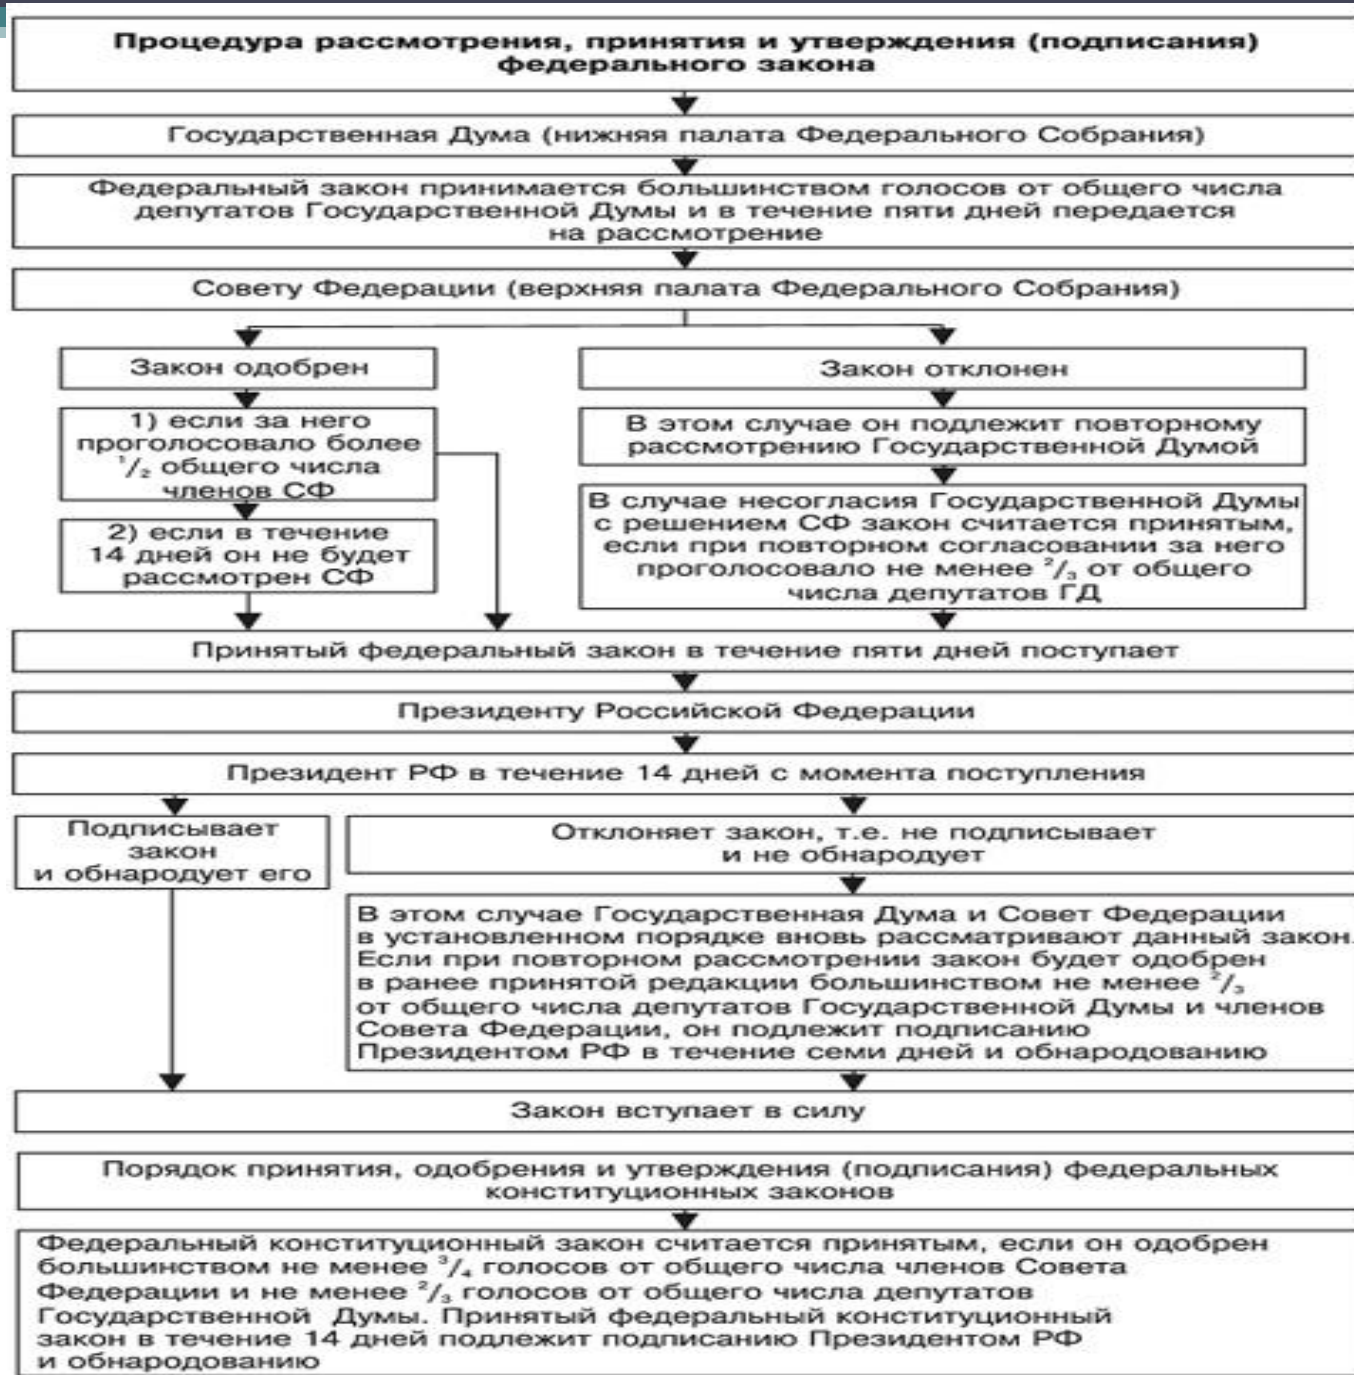 Процедура рассмотрения, принятия и утверждения (подписания)
федерального закона
Государственная Дума (нижняя палата Федерального Собрания)
Федеральный закон принимается большинством голосов от общего числа
депутатов Государственной Думы и в течение пяти дней передается
на рассмотрение
Совету Федерации (верхняя палата Федерального Собрания)
Закон одобрен
1) если за него
проголосовало более
1/2 общего числа
членов СФ
2) если в течение
14 дней он не будет
рассмотрен СФ
Закон отклонен
В этом случае он подлежит повторному
рассмотрению Государственной Думой
В случае несогласия Государственной Думы
с решением СФ закон считается принятым,
если при повторном согласовании за него
проголосовало не менее 2/3 от общего
числа депутатов ГД
Принятый федеральный закон в течение пяти дней поступает
Президенту Российской Федерации
Президент РФ в течение 14 дней с момента поступления
Подписывает
закон
и обнародует его
Отклоняет закон, т.е. не подписывает
и не обнародует
В этом случае Государственная Дума и Совет Федерации
в установленном порядке вновь рассматривают данный закон.
Если при повторном рассмотрении закон будет одобрен
в ранее принятой редакции большинством не менее 2/3
от общего числа депутатов Государственной Думы и членов
Совета Федерации, он подлежит подписанию
Президентом РФ в течение семи дней и обнародованию
Закон вступает в силу
Порядок принятия, одобрения и утверждения (подписания) федеральных
конституционных законов
Федеральный конституционный закон считается принятым, если он одобрен
большинством не менее 3/4 голосов от общего числа членов Совета
Федерации и не менее 2/3 голосов от общего числа депутатов
Государственной Думы. Принятый федеральный конституционный
закон в течение 14 дней подлежит подписанию Президентом РФ
и обнародованию